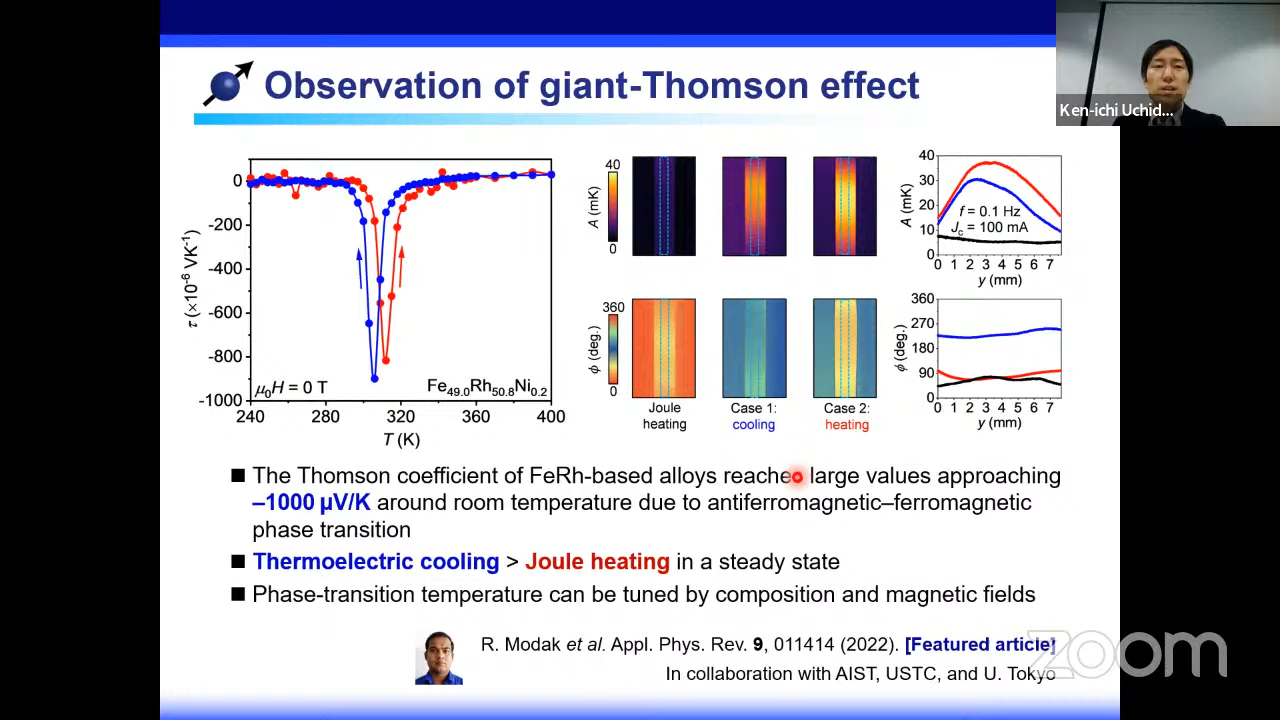 Observation of giant-Thomson effect
Ken-ichi Uchid...
0
-200
-400
-600
-800
-1000
τ (×10-6 VK-1)
μ0H = 0 T
Fe49.0Rh50.8Ni0.2
240
280
320
360
400
T (K)
40
A (mK)
0
360
ϕ (deg.)
0
Joule
heating
Case 1:
cooling
Case 2:
heating
40
30
20
10
0
A (mK)
f = 0.1 Hz
Jc = 100 mA
0 1 2 3 4 5 6 7
y (mm)
360
270
180
90
0
ϕ (deg.)
0 1 2 3 4 5 6 7
y (mm)
■ The Thomson coefficient of FeRh-based alloys reaches large values approaching
–1000 μV/K around room temperature due to antiferromagnetic–ferromagnetic
phase transition
■ Thermoelectric cooling > Joule heating in a steady state
■ Phase-transition temperature can be tuned by composition and magnetic fields
R. Modak et al. Appl. Phys. Rev. 9, 011414 (2022). [Featured article]
In collaboration with AIST, USTC, and U. Tokyo
zoom